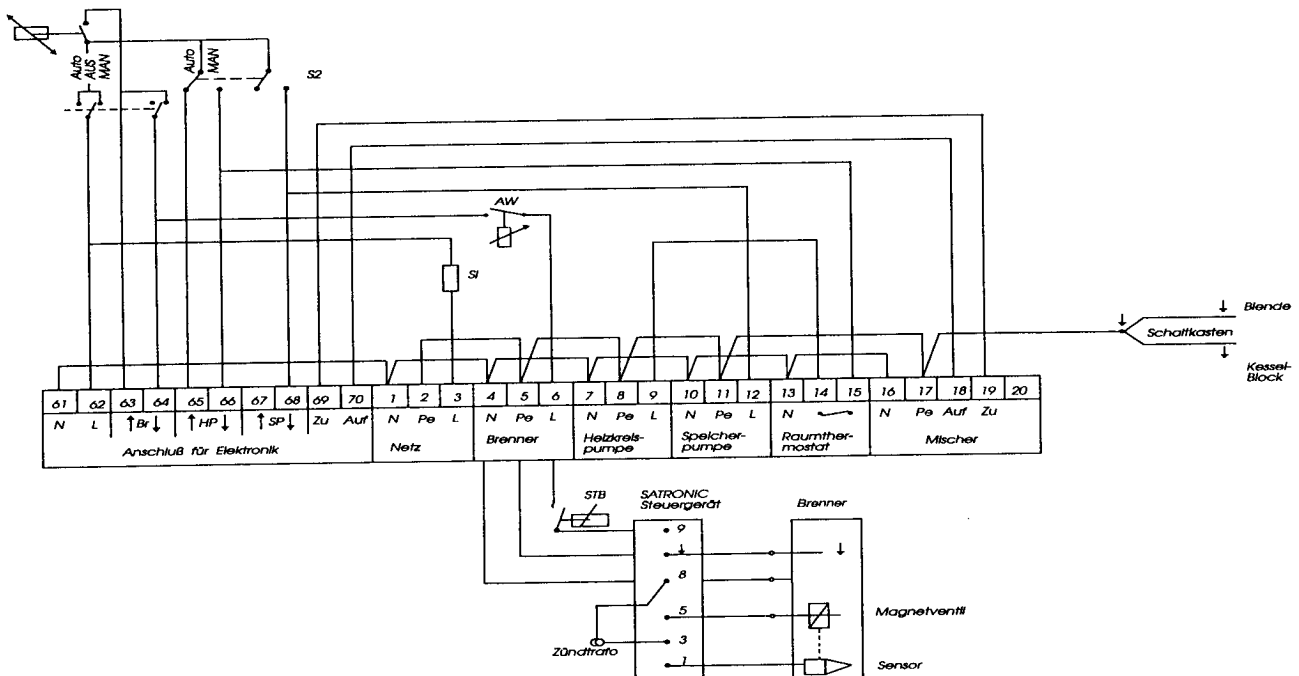 Auto
AUS
MAN
Auto
MAN
S2
AW
SI
Blende
Schaltkasten
Kessel-
Block
61 62 63 64 65 66 67 68 69 70 1 2 3 4 5 6 7 8 9 10 11 12 13 14 15 16 17 18 19 20
N L ↑Br↓ ↑HP↓ ↑SP↓ Zu Auf N Pe L N Pe L N Pe L N Pe L N N Pe Auf Zu
Anschluß für Elektronik
Netz
Brenner
Heizkreis-
pumpe
Speicher-
pumpe
Raumther-
mostat
Mischer
STB
SATRONIC
Steuergerät
Brenner
9
8
5
Magnetventil
3
Zündtrafo
1
Sensor